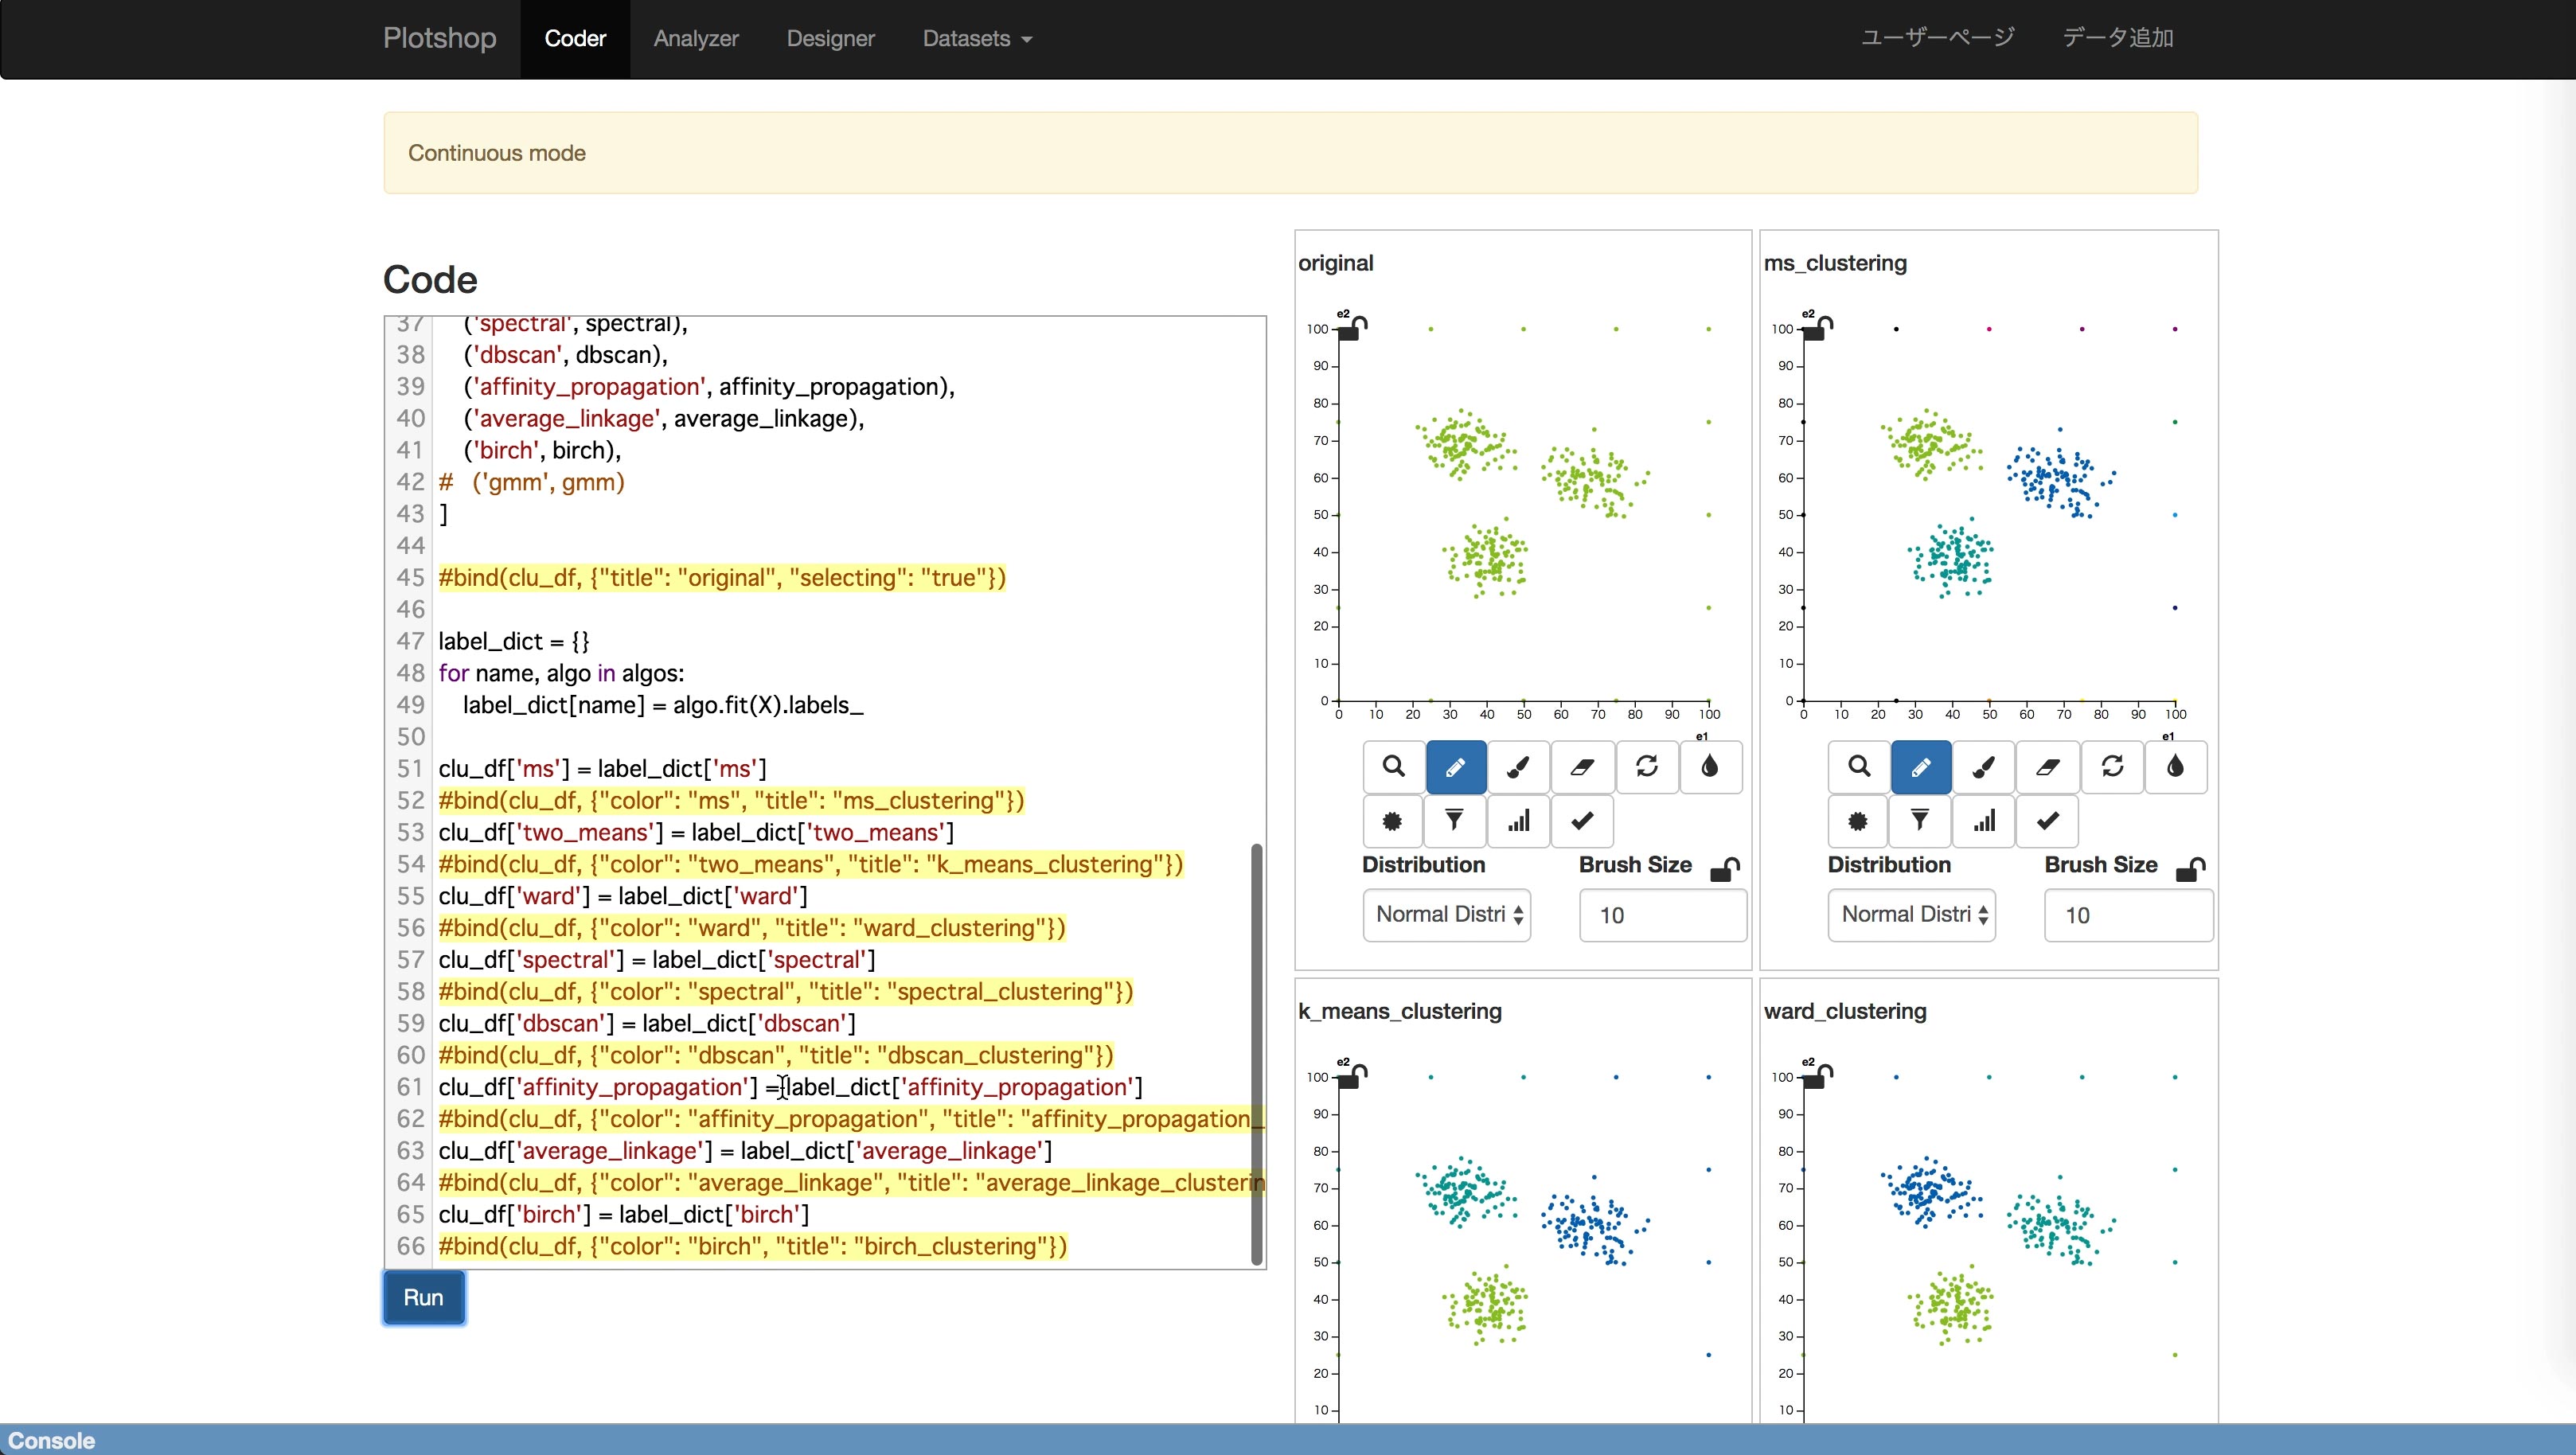 Plotshop Coder Analyzer Designer Datasets ユーザーページ データ追加
Continuous mode
Code
37 ('spectral', spectral),
38 ('dbscan', dbscan),
39 ('affinity_propagation', affinity_propagation),
40 ('average_linkage', average_linkage),
41 ('birch', birch),
42 # ('gmm', gmm)
43 ]
44
45 #bind(clu_df, {"title": "original", "selecting": "true"})
46
47 label_dict = {}
48 for name, algo in algos:
49 label_dict[name] = algo.fit(X).labels_
50
51 clu_df['ms'] = label_dict['ms']
52 #bind(clu_df, {"color": "ms", "title": "ms_clustering"})
53 clu_df['two_means'] = label_dict['two_means']
54 #bind(clu_df, {"color": "two_means", "title": "k_means_clustering"})
55 clu_df['ward'] = label_dict['ward']
56 #bind(clu_df, {"color": "ward", "title": "ward_clustering"})
57 clu_df['spectral'] = label_dict['spectral']
58 #bind(clu_df, {"color": "spectral", "title": "spectral_clustering"})
59 clu_df['dbscan'] = label_dict['dbscan']
60 #bind(clu_df, {"color": "dbscan", "title": "dbscan_clustering"})
61 clu_df['affinity_propagation'] = label_dict['affinity_propagation']
62 #bind(clu_df, {"color": "affinity_propagation", "title": "affinity_propagation_
63 clu_df['average_linkage'] = label_dict['average_linkage']
64 #bind(clu_df, {"color": "average_linkage", "title": "average_linkage_clusterin
65 clu_df['birch'] = label_dict['birch']
66 #bind(clu_df, {"color": "birch", "title": "birch_clustering"})
Run
original
e2
100
90
80
70
60
50
40
30
20
10
0
0 10 20 30 40 50 60 70 80 90 100
e1
Distribution Brush Size
Normal Distri 10
ms_clustering
e2
100
90
80
70
60
50
40
30
20
10
0
0 10 20 30 40 50 60 70 80 90 100
e1
Distribution Brush Size
Normal Distri 10
k_means_clustering
e2
100
90
80
70
60
50
40
30
20
10
ward_clustering
e2
100
90
80
70
60
50
40
30
20
10
Console